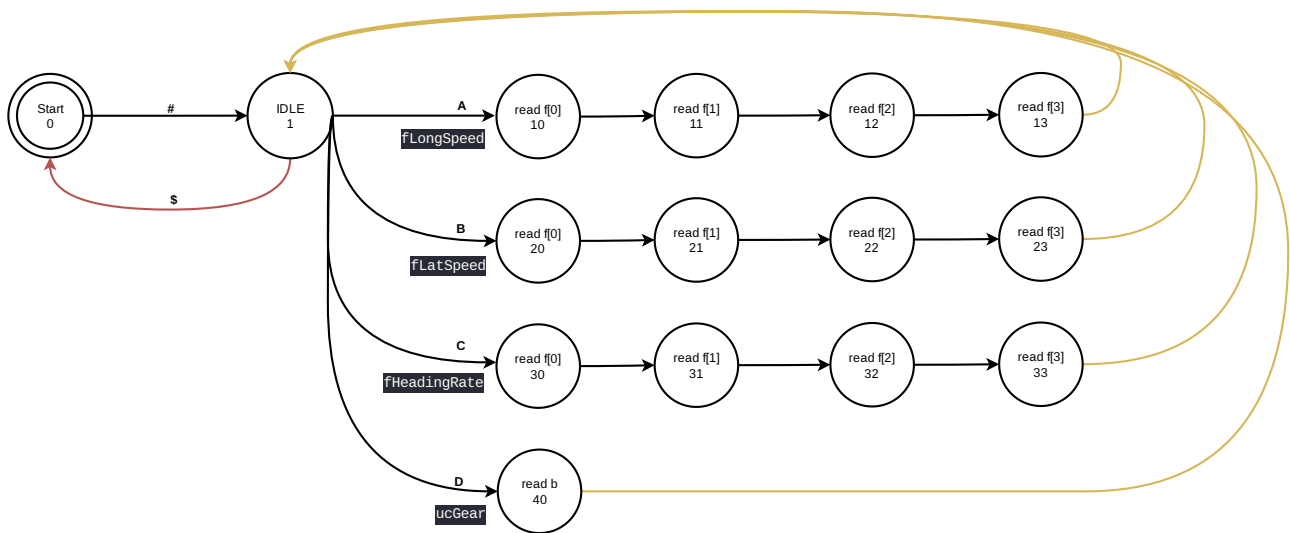 Start
0
#
IDLE
1
$
A
fLongSpeed
read f[0]
10
read f[1]
11
read f[2]
12
read f[3]
13
B
fLatSpeed
read f[0]
20
read f[1]
21
read f[2]
22
read f[3]
23
C
fHeadingRate
read f[0]
30
read f[1]
31
read f[2]
32
read f[3]
33
D
ucGear
read b
40